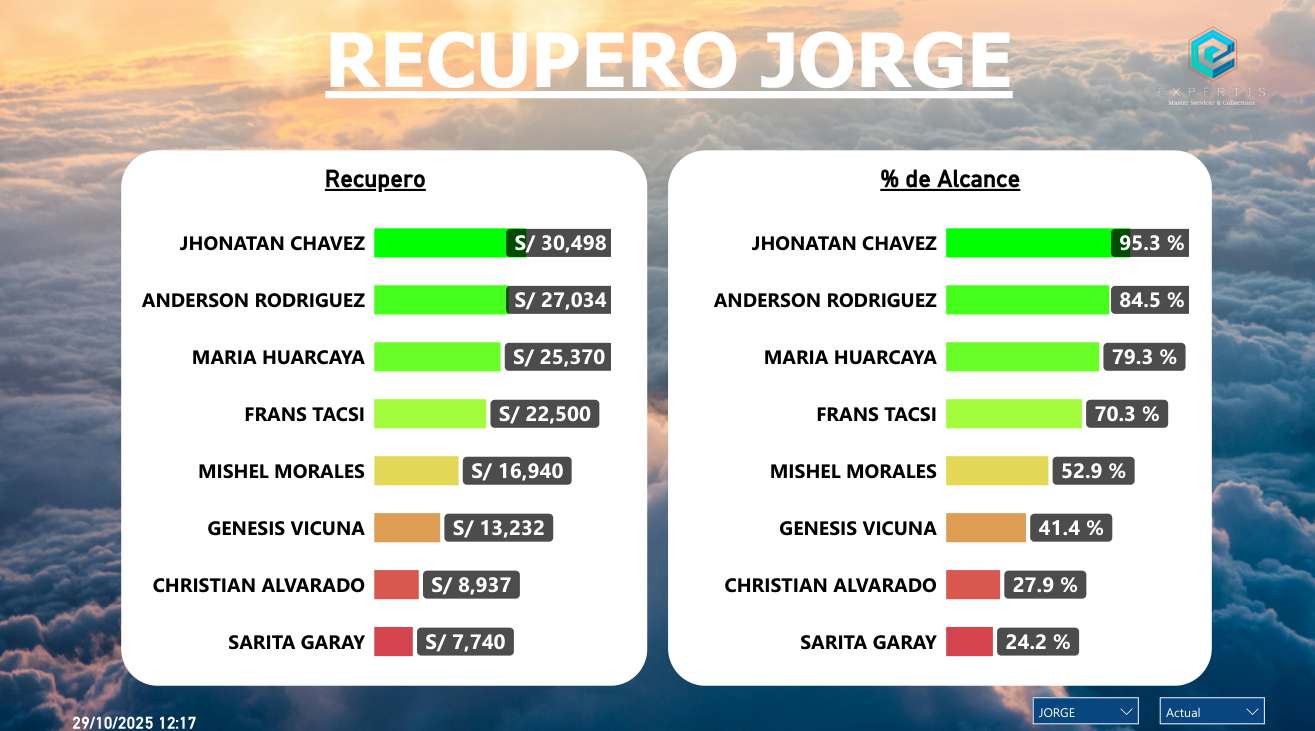 RECUPERO JORGE
EXPERTIS
Master Servicer & Collections
Recupero
JHONATAN CHAVEZ S/ 30,498
ANDERSON RODRIGUEZ S/ 27,034
MARIA HUARCAYA S/ 25,370
FRANS TACSI S/ 22,500
MISHEL MORALES S/ 16,940
GENESIS VICUNA S/ 13,232
CHRISTIAN ALVARADO S/ 8,937
SARITA GARAY S/ 7,740
% de Alcance
JHONATAN CHAVEZ 95.3 %
ANDERSON RODRIGUEZ 84.5 %
MARIA HUARCAYA 79.3 %
FRANS TACSI 70.3 %
MISHEL MORALES 52.9 %
GENESIS VICUNA 41.4 %
CHRISTIAN ALVARADO 27.9 %
SARITA GARAY 24.2 %
29/10/2025 12:17
JORGE
Actual